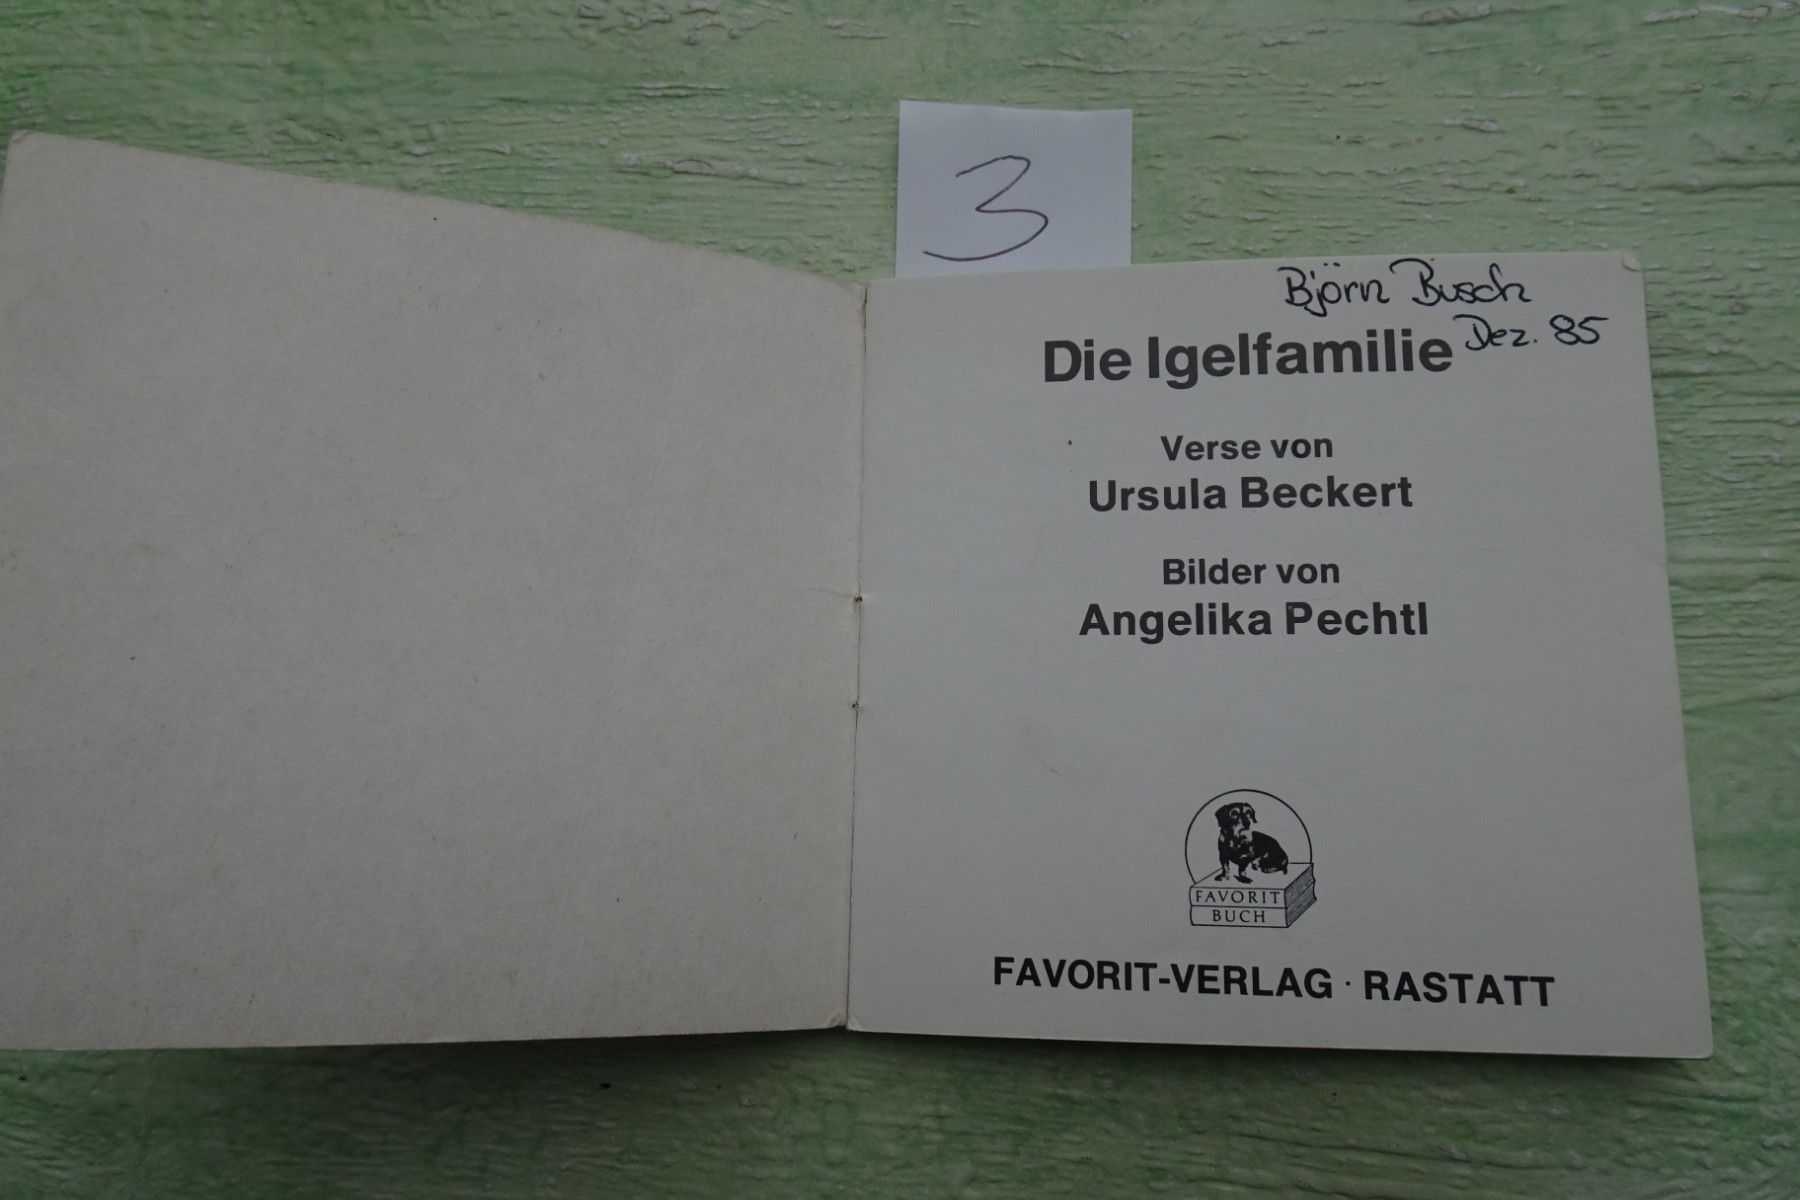 3
Björn Busch
Dez. 85
Die Igelfamilie
Verse von
Ursula Beckert
Bilder von
Angelika Pechtl
FAVORIT
BUCH
FAVORIT-VERLAG · RASTATT